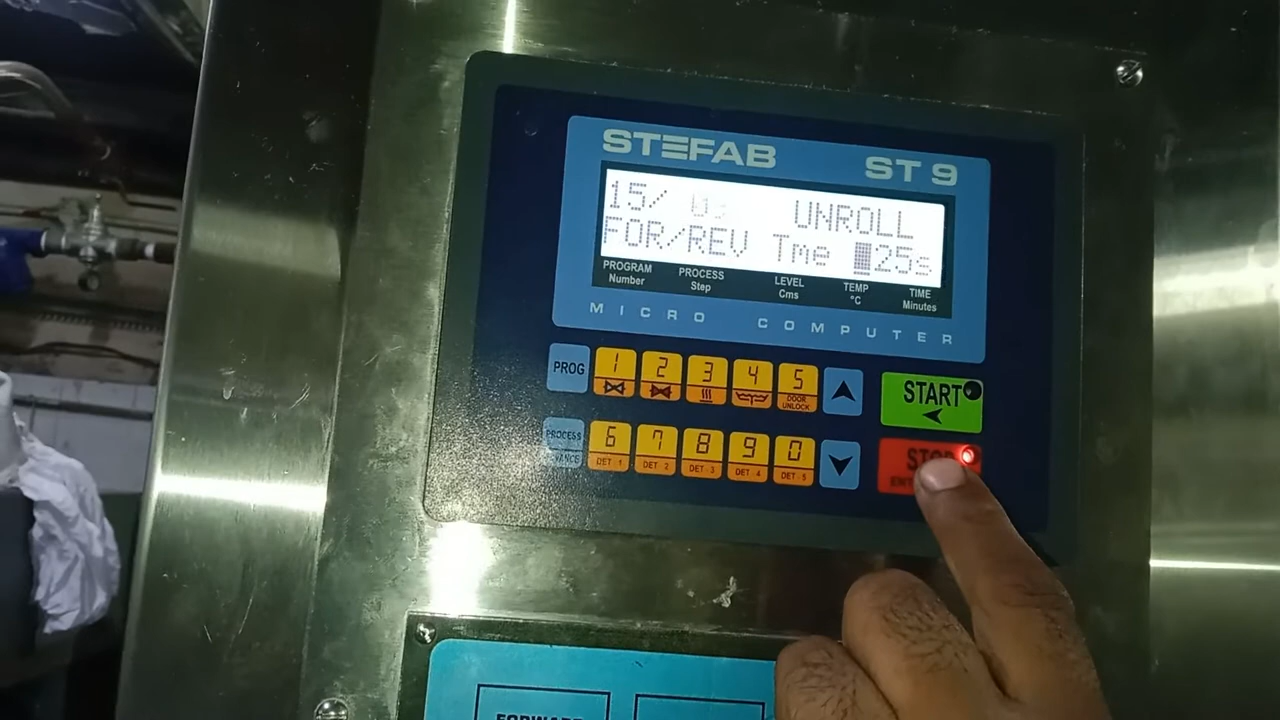 STEFAB ST 9
15/ UNROLL
FOR/REV Tme 25s
PROGRAM Number PROCESS Step LEVEL Cms TEMP °C TIME Minutes
MICRO COMPUTER
PROG 1 2 3 4 5 START
DOOR UNLOCK
PROCESS 6 7 8 9 0 STOP
DET - 1 DET - 2 DET - 3 DET - 4 DET - 5
FORWARD